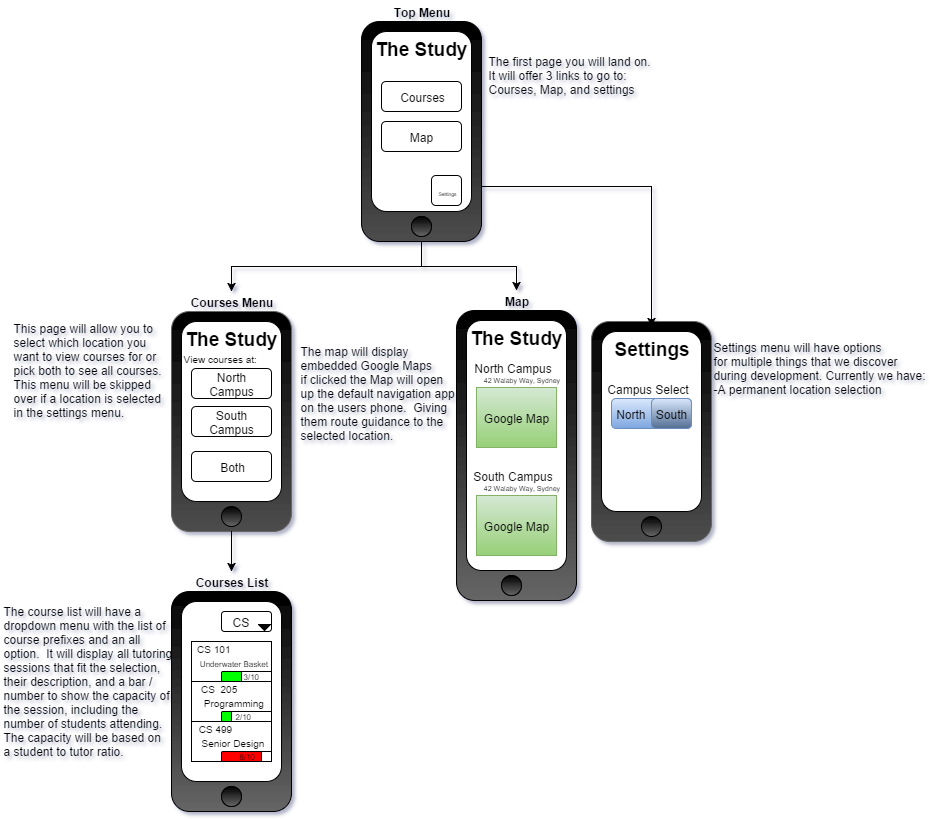 Top Menu
The Study
Courses
Map
Settings
The first page you will land on.
It will offer 3 links to go to:
Courses, Map, and settings
Courses Menu
The Study
View courses at:
North
Campus
South
Campus
Both
This page will allow you to
select which location you
want to view courses for or
pick both to see all courses.
This menu will be skipped
over if a location is selected
in the settings menu.
Map
The Study
North Campus
42 Walaby Way, Sydney
Google Map
South Campus
42 Walaby Way, Sydney
Google Map
The map will display
embedded Google Maps
if clicked the Map will open
up the default navigation app
on the users phone. Giving
them route guidance to the
selected location.
Settings
Campus Select
North South
Settings menu will have options
for multiple things that we discover
during development. Currently we have:
-A permanent location selection
Courses List
CS
CS 101
Underwater Basket
3/10
CS 205
Programming
2/10
CS 499
Senior Design
8/10
The course list will have a
dropdown menu with the list of
course prefixes and an all
option. It will display all tutoring
sessions that fit the selection,
their description, and a bar /
number to show the capacity of
the session, including the
number of students attending.
The capacity will be based on
a student to tutor ratio.